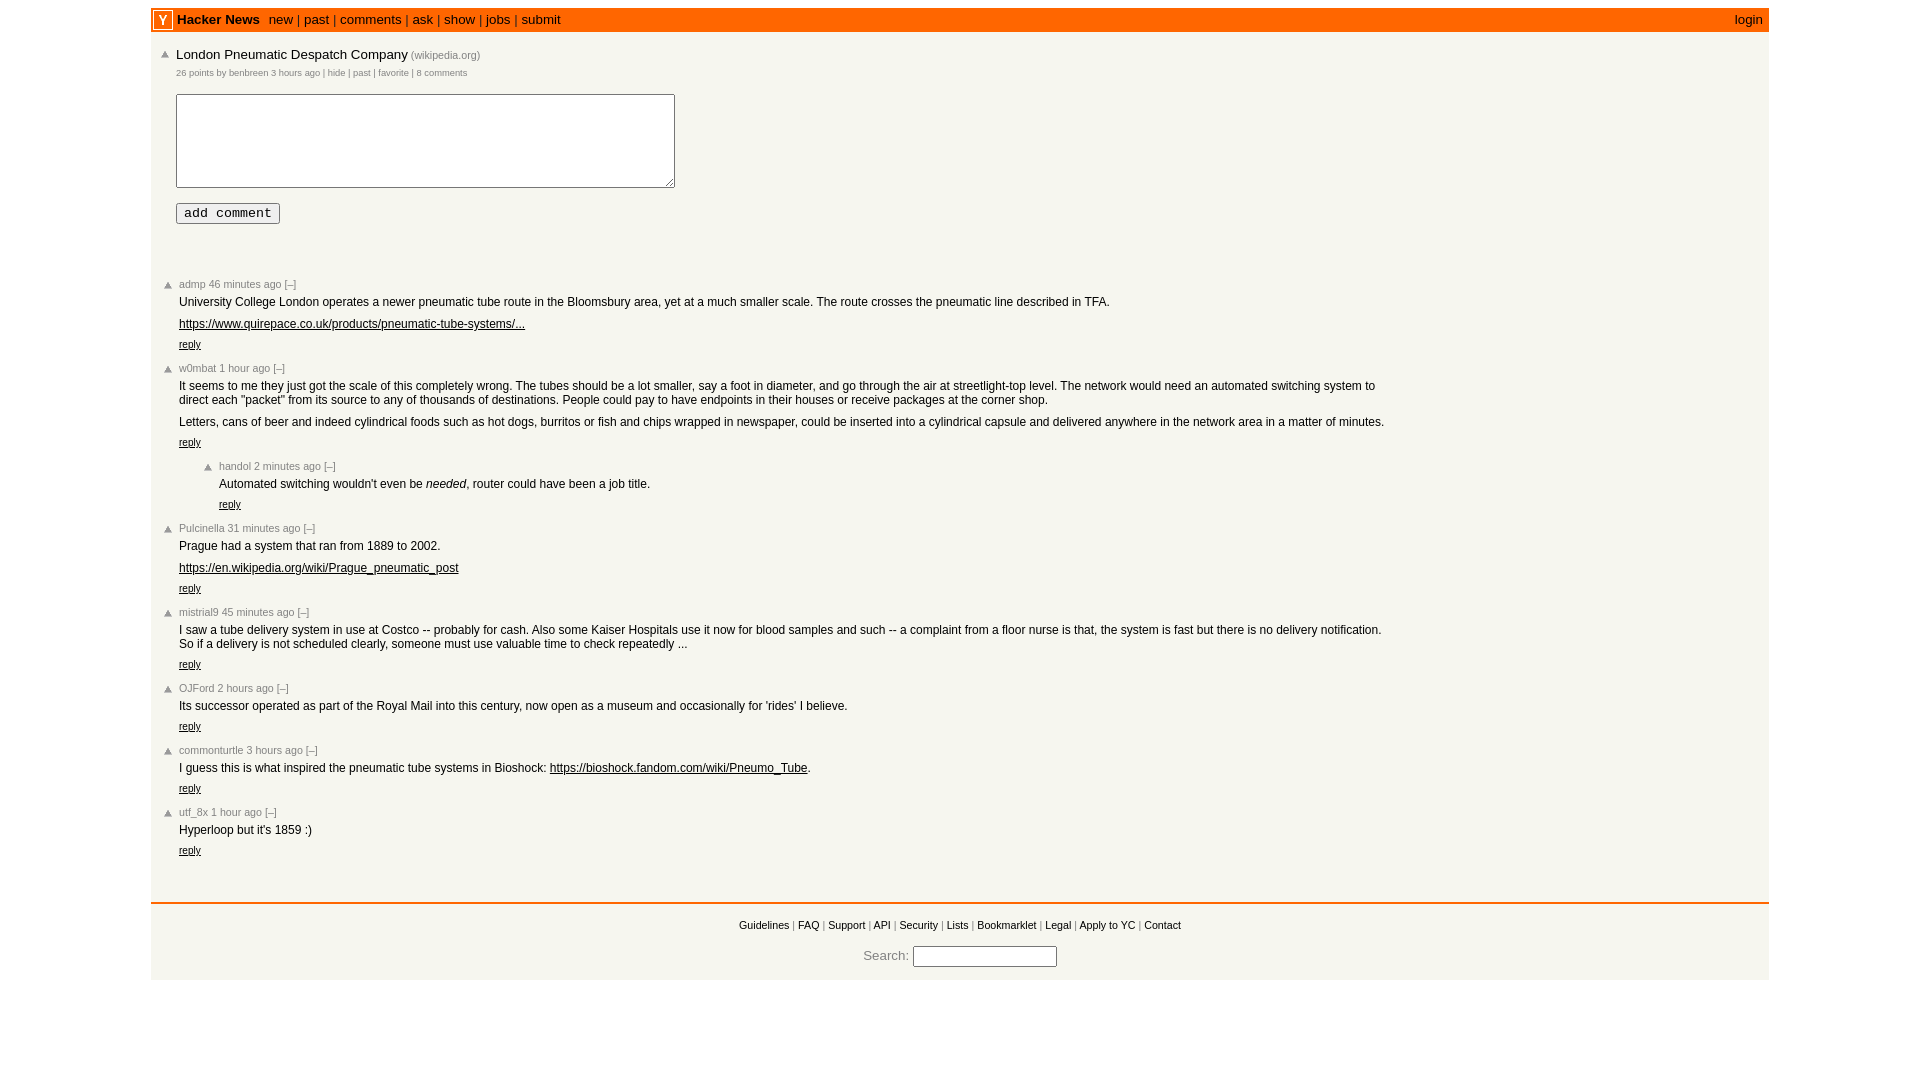 Y Hacker News new | past | comments | ask | show | jobs | submit login
London Pneumatic Despatch Company (wikipedia.org)
26 points by benbreen 3 hours ago | hide | past | favorite | 8 comments
add comment
admp 46 minutes ago [–]
University College London operates a newer pneumatic tube route in the Bloomsbury area, yet at a much smaller scale. The route crosses the pneumatic line described in TFA.
https://www.quirepace.co.uk/products/pneumatic-tube-systems/...
reply
w0mbat 1 hour ago [–]
It seems to me they just got the scale of this completely wrong. The tubes should be a lot smaller, say a foot in diameter, and go through the air at streetlight-top level. The network would need an automated switching system to
direct each "packet" from its source to any of thousands of destinations. People could pay to have endpoints in their houses or receive packages at the corner shop.
Letters, cans of beer and indeed cylindrical foods such as hot dogs, burritos or fish and chips wrapped in newspaper, could be inserted into a cylindrical capsule and delivered anywhere in the network area in a matter of minutes.
reply
handol 2 minutes ago [–]
Automated switching wouldn't even be needed, router could have been a job title.
reply
Pulcinella 31 minutes ago [–]
Prague had a system that ran from 1889 to 2002.
https://en.wikipedia.org/wiki/Prague_pneumatic_post
reply
mistrial9 45 minutes ago [–]
I saw a tube delivery system in use at Costco -- probably for cash. Also some Kaiser Hospitals use it now for blood samples and such -- a complaint from a floor nurse is that, the system is fast but there is no delivery notification.
So if a delivery is not scheduled clearly, someone must use valuable time to check repeatedly ...
reply
OJFord 2 hours ago [–]
Its successor operated as part of the Royal Mail into this century, now open as a museum and occasionally for 'rides' I believe.
reply
commonturtle 3 hours ago [–]
I guess this is what inspired the pneumatic tube systems in Bioshock: https://bioshock.fandom.com/wiki/Pneumo_Tube.
reply
utf_8x 1 hour ago [–]
Hyperloop but it's 1859 :)
reply
Guidelines | FAQ | Support | API | Security | Lists | Bookmarklet | Legal | Apply to YC | Contact
Search: